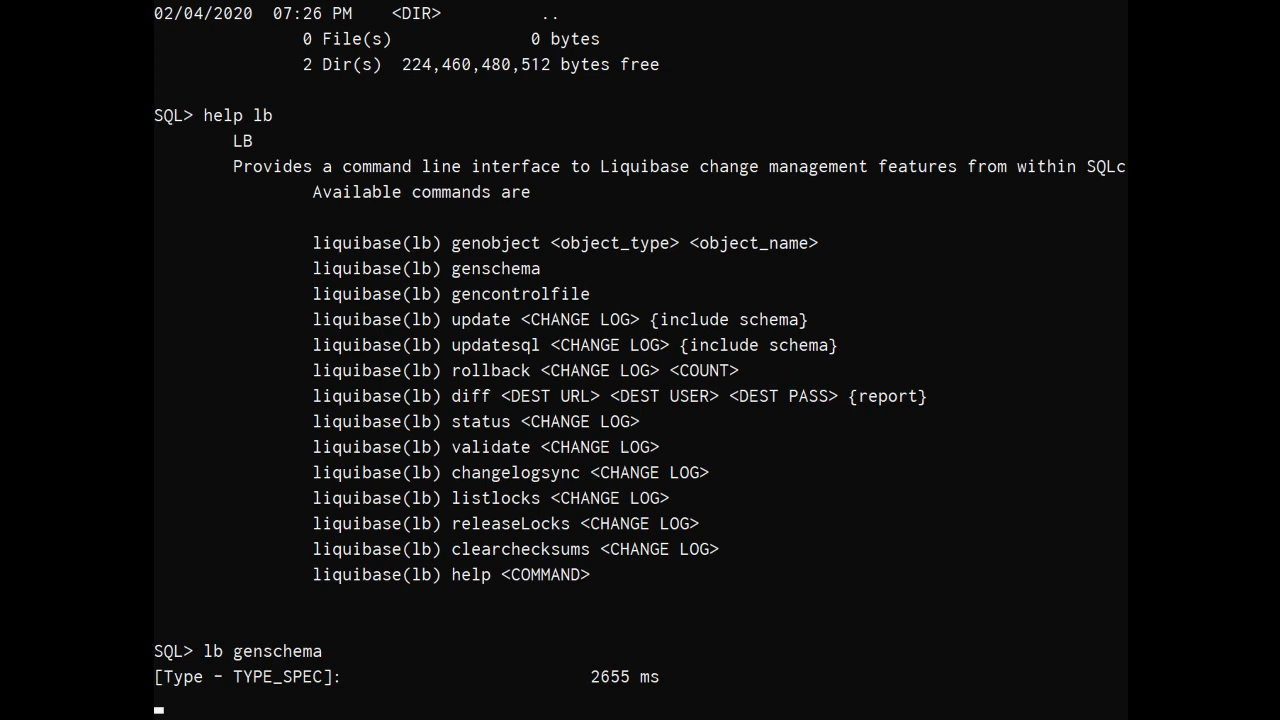 02/04/2020  07:26 PM    <DIR>          ..
               0 File(s)              0 bytes
               2 Dir(s)  224,460,480,512 bytes free
SQL> help lb
        LB
        Provides a command line interface to Liquibase change management features from within SQLc
                Available commands are
                liquibase(lb) genobject <object_type> <object_name>
                liquibase(lb) genschema
                liquibase(lb) gencontrolfile
                liquibase(lb) update <CHANGE LOG> {include schema}
                liquibase(lb) updatesql <CHANGE LOG> {include schema}
                liquibase(lb) rollback <CHANGE LOG> <COUNT>
                liquibase(lb) diff <DEST URL> <DEST USER> <DEST PASS> {report}
                liquibase(lb) status <CHANGE LOG>
                liquibase(lb) validate <CHANGE LOG>
                liquibase(lb) changelogsync <CHANGE LOG>
                liquibase(lb) listlocks <CHANGE LOG>
                liquibase(lb) releaseLocks <CHANGE LOG>
                liquibase(lb) clearchecksums <CHANGE LOG>
                liquibase(lb) help <COMMAND>
SQL> lb genschema
[Type - TYPE_SPEC]:                         2655 ms